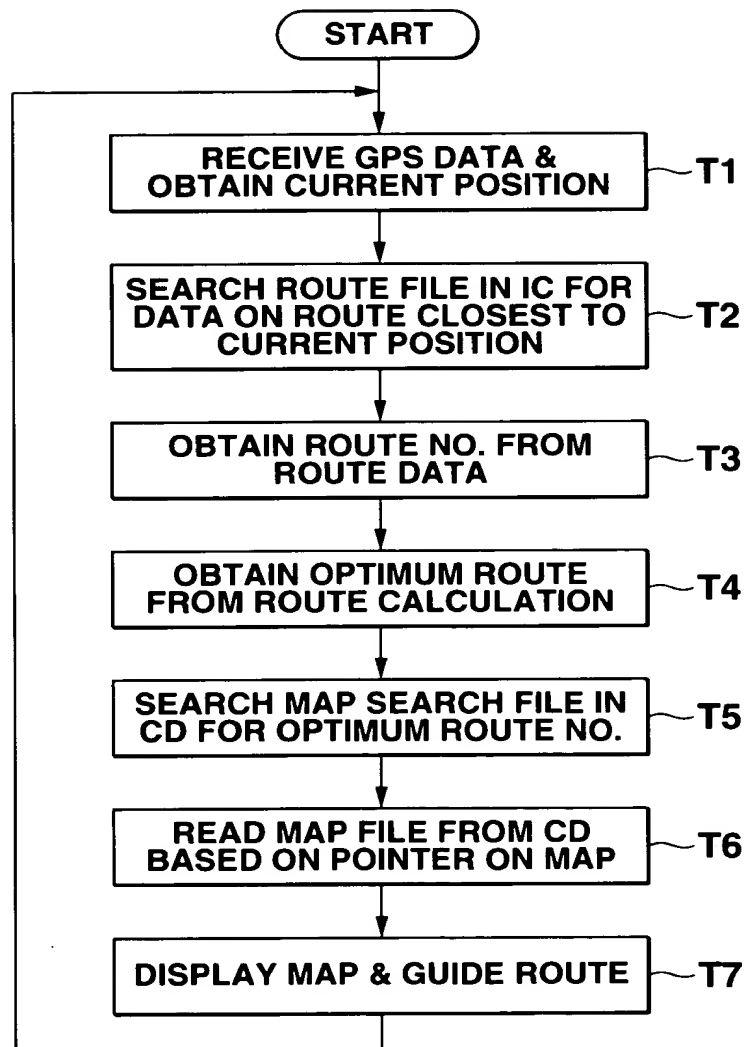 START
RECEIVE GPS DATA &
OBTAIN CURRENT POSITION
T1
SEARCH ROUTE FILE IN IC FOR
DATA ON ROUTE CLOSEST TO
CURRENT POSITION
T2
OBTAIN ROUTE NO. FROM
ROUTE DATA
T3
OBTAIN OPTIMUM ROUTE
FROM ROUTE CALCULATION
T4
SEARCH MAP SEARCH FILE IN
CD FOR OPTIMUM ROUTE NO.
T5
READ MAP FILE FROM CD
BASED ON POINTER ON MAP
T6
DISPLAY MAP & GUIDE ROUTE
T7